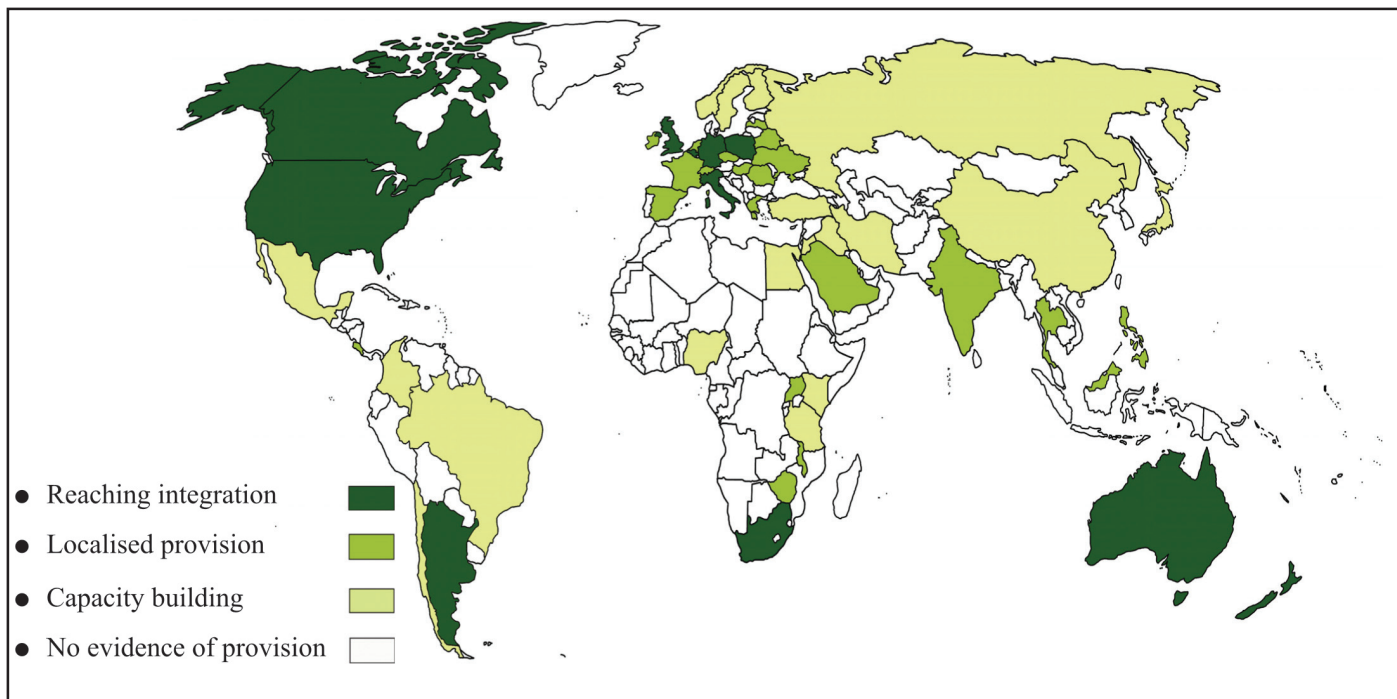 ● Reaching integration
● Localised provision
● Capacity building
● No evidence of provision